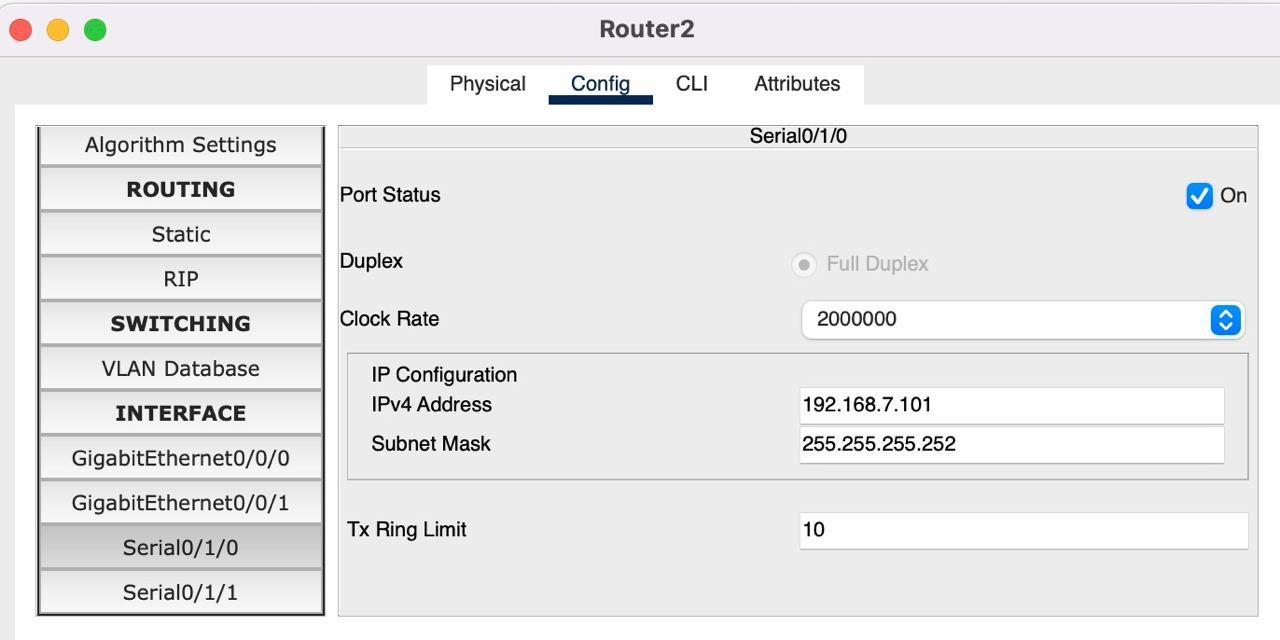 Router2
Physical Config CLI Attributes
Algorithm Settings
ROUTING
Static
RIP
SWITCHING
VLAN Database
INTERFACE
GigabitEthernet0/0/0
GigabitEthernet0/0/1
Serial0/1/0
Serial0/1/1
Serial0/1/0
Port Status On
Duplex Full Duplex
Clock Rate 2000000
IP Configuration
IPv4 Address 192.168.7.101
Subnet Mask 255.255.255.252
Tx Ring Limit 10